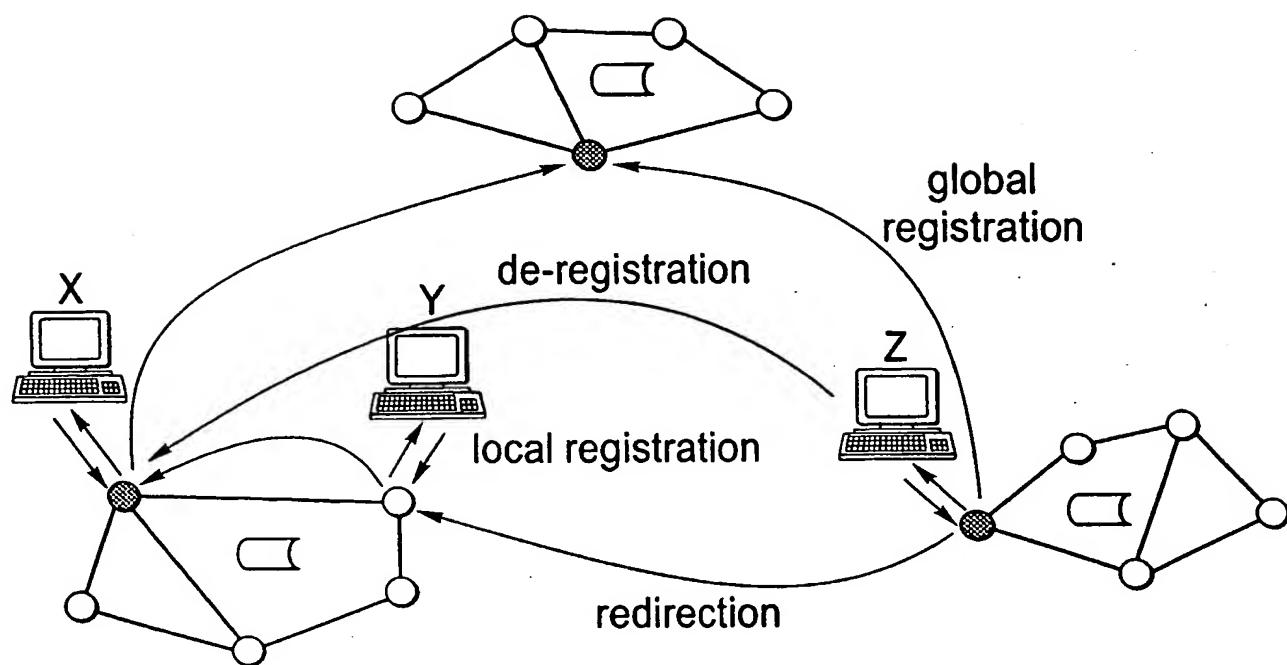 global
registration
de-registration
X
Y
Z
local registration
redirection